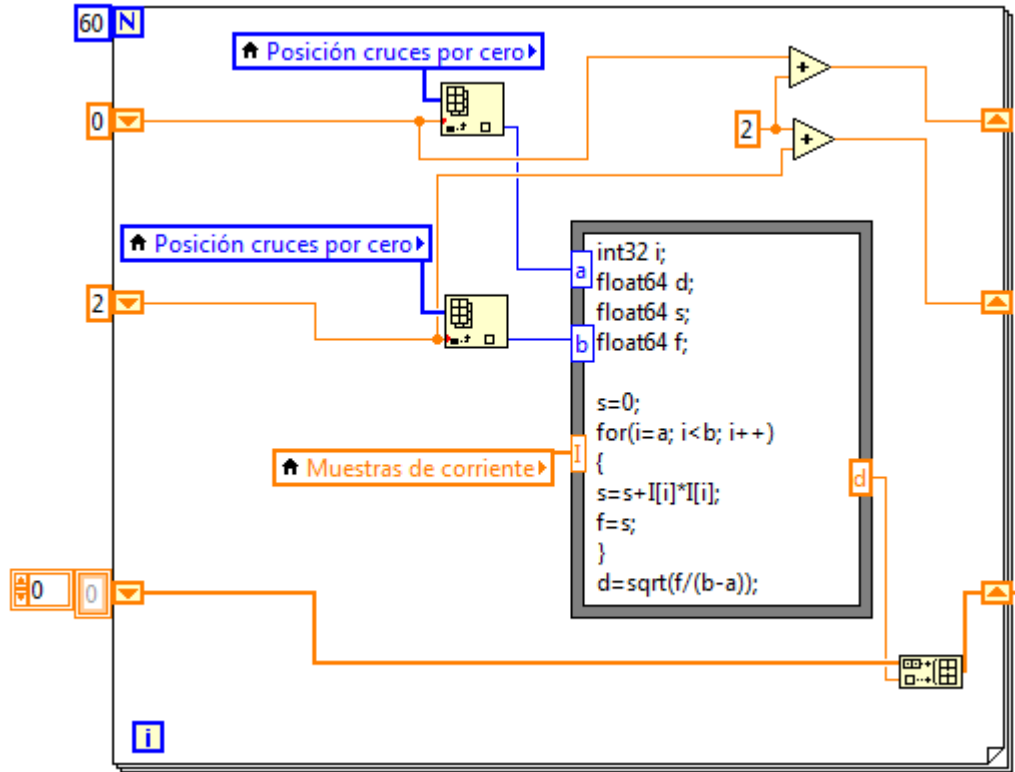 60 N
Posición cruces por cero
0
2
Posición cruces por cero
2
a
b
I
d
int32 i;
float64 d;
float64 s;
float64 f;
s=0;
for(i=a; i<b; i++)
{
s=s+I[i]*I[i];
f=s;
}
d=sqrt(f/(b-a));
Muestras de corriente
0
0
i